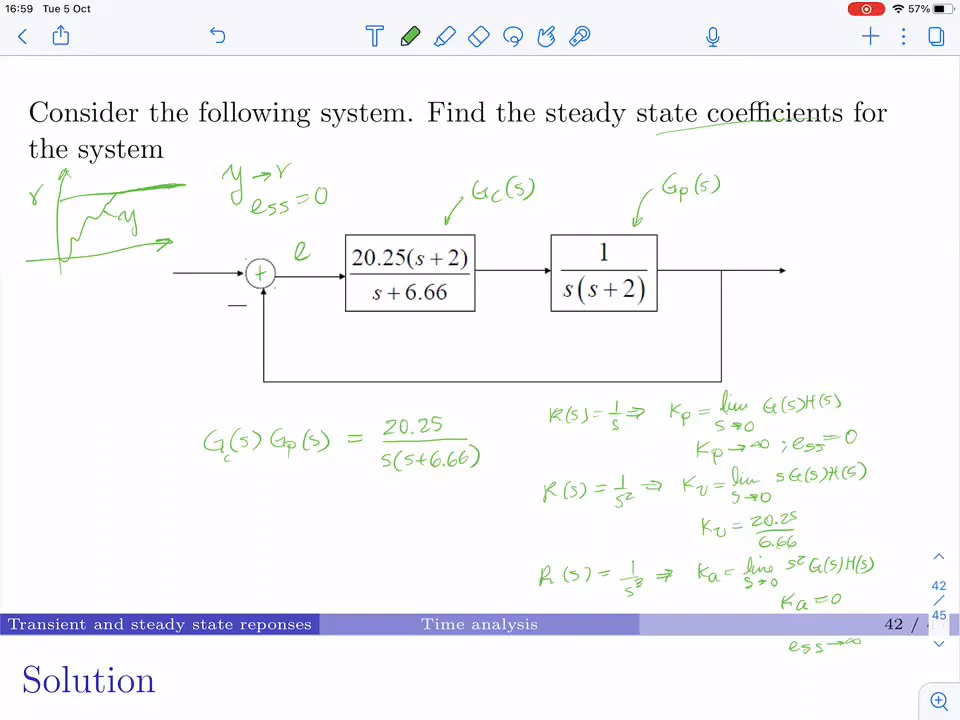 16:59 Tue 5 Oct 57%
Consider the following system. Find the steady state coefficients for
the system
r
y
y → r
ess = 0
Gc(s)
Gp(s)
e
+
−
20.25(s+2)
s+6.66
1
s(s+2)
Gc(s) Gp(s) = 20.25
s(s+6.66)
R(s) = 1/s ⇒ Kp = lim G(s)H(s)
s→0
Kp → ∞ ; ess = 0
R(s) = 1/s² ⇒ Kv = lim sG(s)H(s)
s→0
Kv = 20.25
6.66
R(s) = 1/s³ ⇒ Ka = lim s²G(s)H(s)
s→0
Ka = 0
ess → ∞
42
/
45
Transient and steady state reponses Time analysis 42 /
Solution